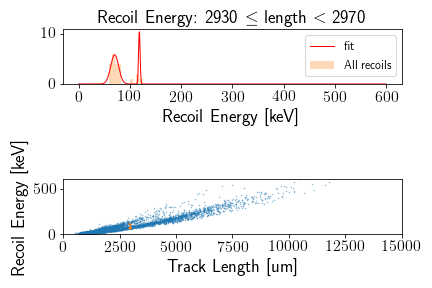 Recoil Energy: 2930 ≤ length < 2970
10
0
fit
All recoils
0 100 200 300 400 500 600
Recoil Energy [keV]
Recoil Energy [keV]
500
0
0 2500 5000 7500 10000 12500 15000
Track Length [um]